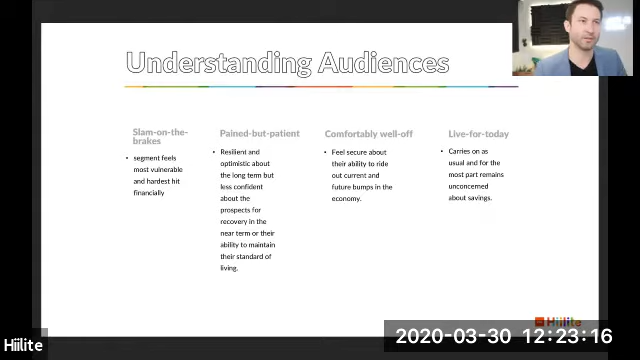 Understanding Audiences
Slam-on-the-
brakes
• segment feels
most vulnerable
and hardest hit
financially
Pained-but-patient
• Resilient and
optimistic about
the long term but
less confident
about the
prospects for
recovery in the
near term or their
ability to maintain
their standard of
living.
Comfortably well-off
• Feel secure about
their ability to ride
out current and
future bumps in the
economy.
Live-for-today
• Carries on as
usual and for the
most part remains
unconcerned
about savings.
Hiilite
2020-03-30 12:23:16
Hiilite